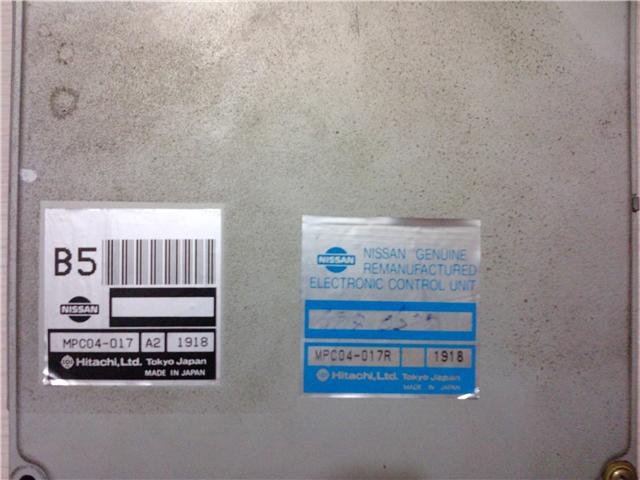 B5
NISSAN
MPC04-017 A2 1918
Hitachi,Ltd. Tokyo Japan
MADE IN JAPAN
NISSAN NISSAN GENUINE
REMANUFACTURED
ELECTRONIC CONTROL UNIT
MPC04-017R 1918
Hitachi,Ltd. Tokyo Japan
MADE IN JAPAN